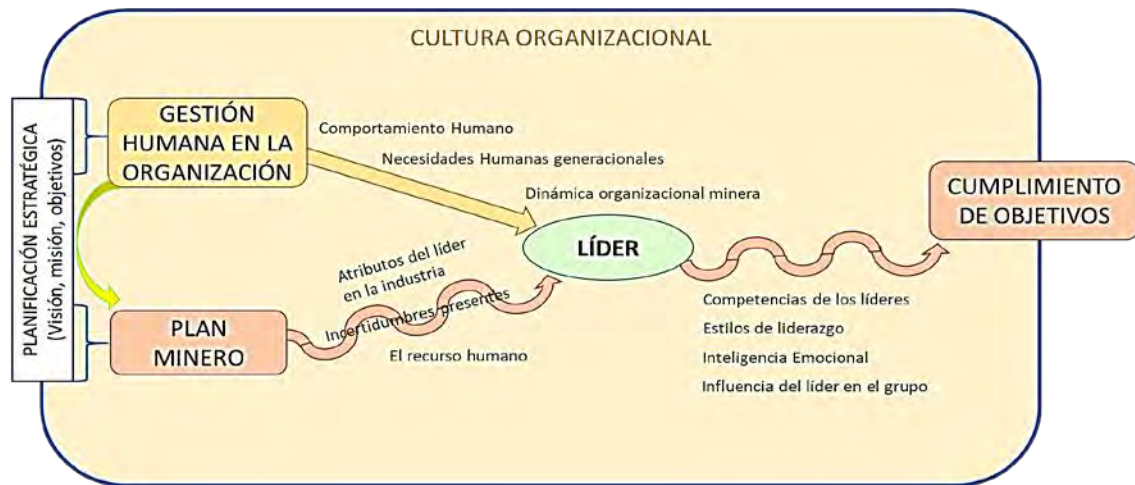 CULTURA ORGANIZACIONAL
PLANIFICACIÓN ESTRATÉGICA
(Visión, misión, objetivos)
GESTIÓN
HUMANA EN LA
ORGANIZACIÓN
Comportamiento Humano
Necesidades Humanas generacionales
Dinámica organizacional minera
LÍDER
CUMPLIMIENTO
DE OBJETIVOS
Atributos del líder
en la industria
Incertidumbres presentes
El recurso humano
PLAN
MINERO
Competencias de los líderes
Estilos de liderazgo
Inteligencia Emocional
Influencia del líder en el grupo